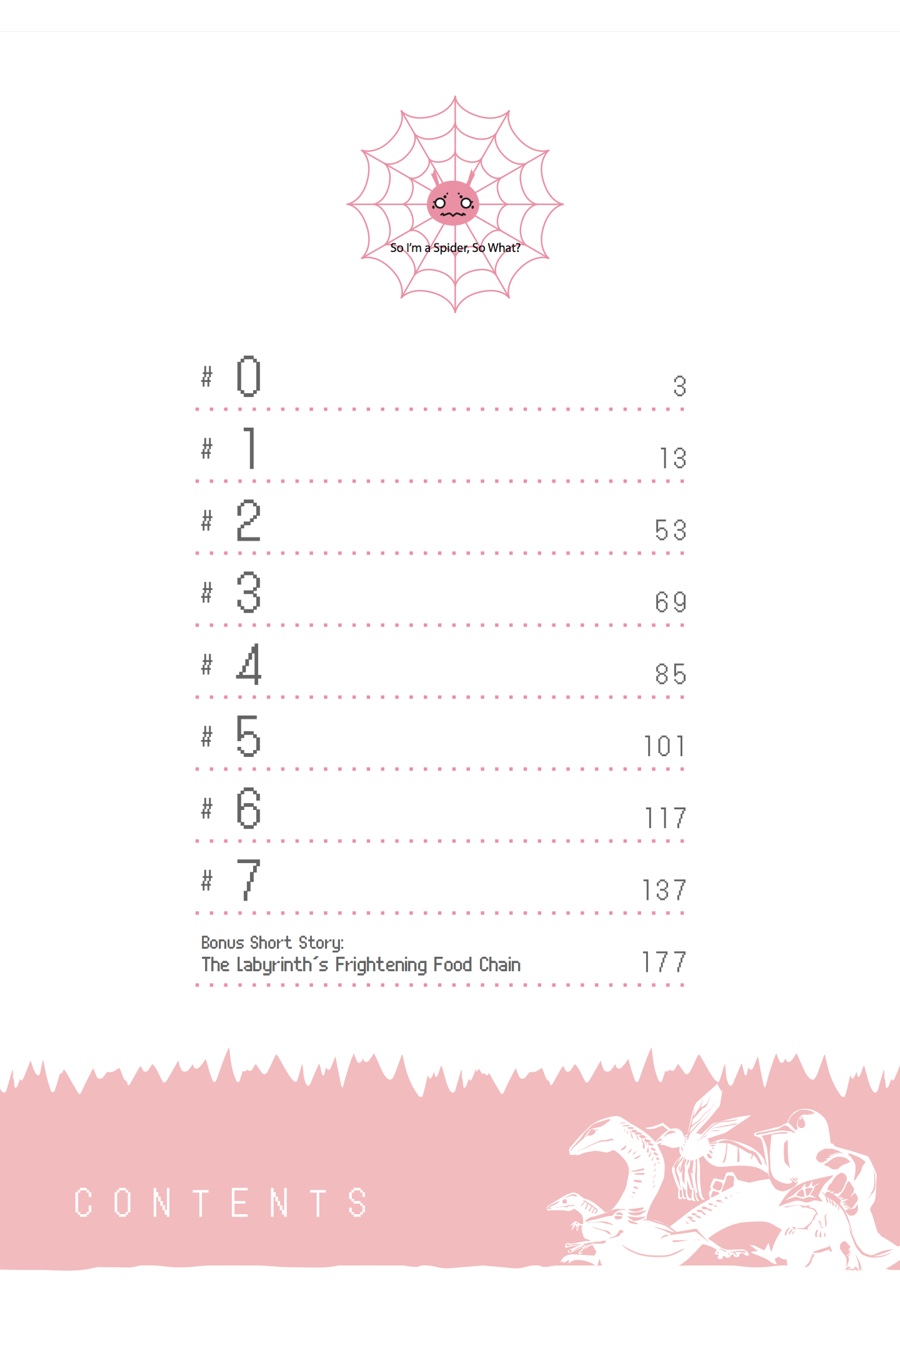 So I'm a Spider, So What?
# 0 3
# 1 13
# 2 53
# 3 69
# 4 85
# 5 101
# 6 117
# 7 137
Bonus Short Story:
The Labyrinth´s Frightening Food Chain 177
CONTENTS